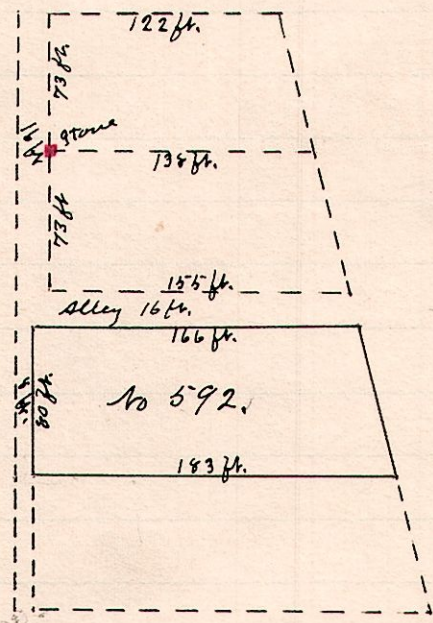 122 ft.
73 ft.
Stone
138 ft.
73 ft
155 ft.
Alley 16 ft.
166 ft.
80 ft.
No 592.
183 ft.